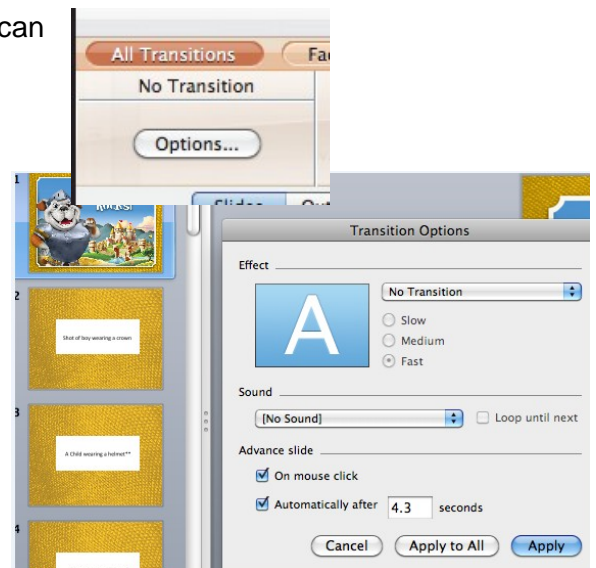 can
All Transitions
Fa
No Transition
Options...
Slides
1
ROCKS!
Transition Options
Effect
No Transition
A
Slow
Medium
Fast
2
Shot of boy wearing a crown
Sound
[No Sound]
Loop until next
3
A Child wearing a helmet**
Advance slide
On mouse click
Automatically after 4.3 seconds
4
Cancel
Apply to All
Apply